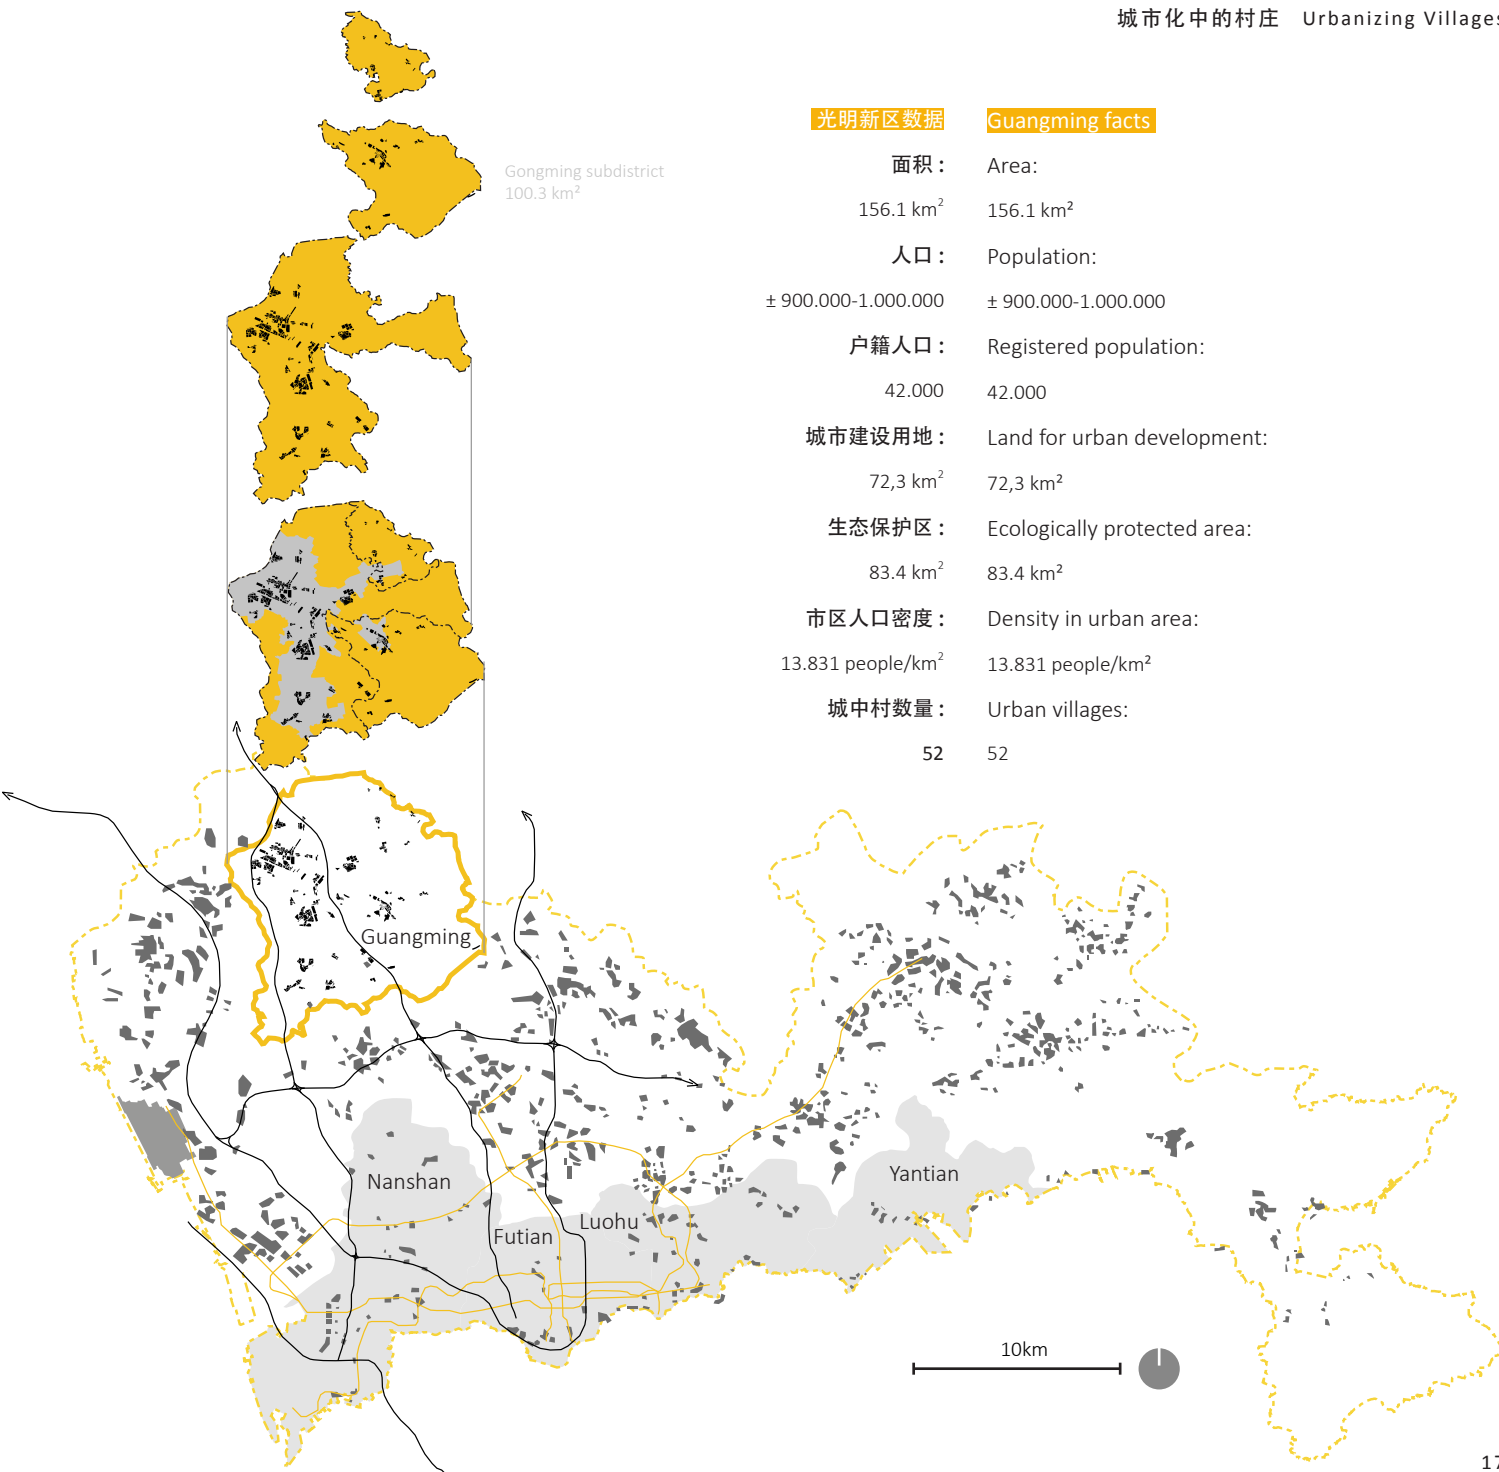 城市化中的村庄 Urbanizing Villages
光明新区数据 Guangming facts
面积： Area:
156.1 km² 156.1 km²
人口： Population:
± 900.000-1.000.000 ± 900.000-1.000.000
户籍人口： Registered population:
42.000 42.000
城市建设用地： Land for urban development:
72,3 km² 72,3 km²
生态保护区： Ecologically protected area:
83.4 km² 83.4 km²
市区人口密度： Density in urban area:
13.831 people/km² 13.831 people/km²
城中村数量： Urban villages:
52 52
Gongming subdistrict
100.3 km²
Guangming
Nanshan
Yantian
Luohu
Futian
10km
17